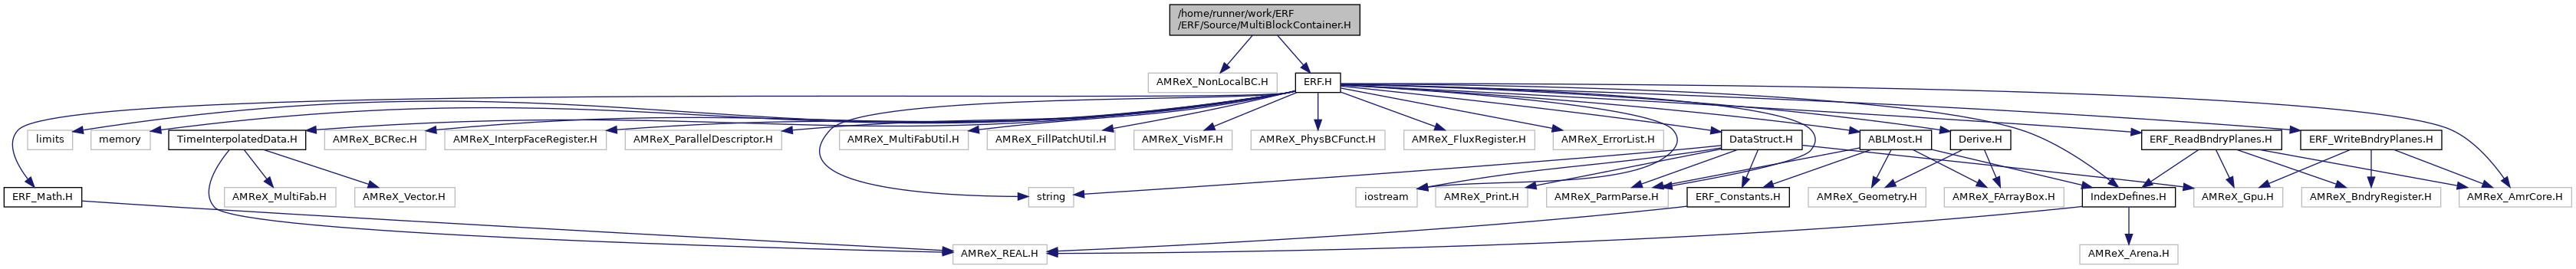 /home/runner/work/ERF
/ERF/Source/MultiBlockContainer.H
AMReX_NonLocalBC.H
ERF.H
limits
memory
TimeInterpolatedData.H
AMReX_BCRec.H
AMReX_InterpFaceRegister.H
AMReX_ParallelDescriptor.H
AMReX_MultiFabUtil.H
AMReX_FillPatchUtil.H
AMReX_VisMF.H
AMReX_PhysBCFunct.H
AMReX_FluxRegister.H
AMReX_ErrorList.H
DataStruct.H
ABLMost.H
Derive.H
ERF_ReadBndryPlanes.H
ERF_WriteBndryPlanes.H
ERF_Math.H
AMReX_MultiFab.H
AMReX_Vector.H
string
iostream
AMReX_Print.H
AMReX_ParmParse.H
ERF_Constants.H
AMReX_Geometry.H
AMReX_FArrayBox.H
IndexDefines.H
AMReX_Gpu.H
AMReX_BndryRegister.H
AMReX_AmrCore.H
AMReX_REAL.H
AMReX_Arena.H